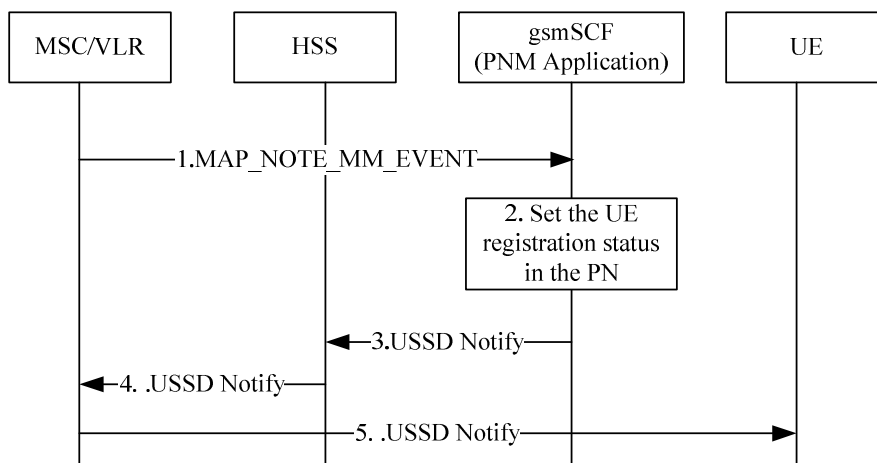 MSC/VLR
HSS
gsmSCF
(PNM Application)
UE
1.MAP_NOTE_MM_EVENT
2. Set the UE
registration status
in the PN
3.USSD Notify
4. .USSD Notify
5. .USSD Notify